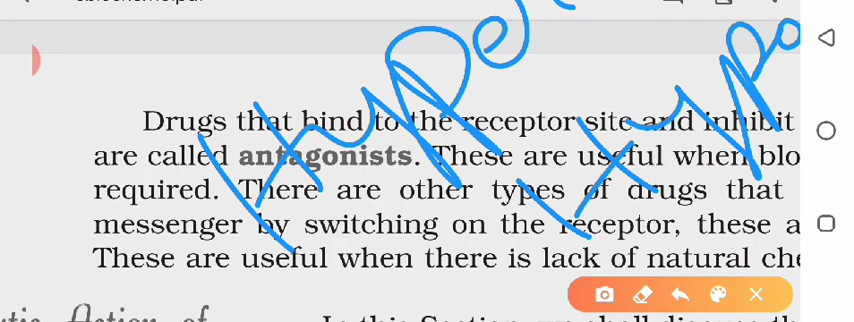 Hyper
Hypo
Drugs that bind to the receptor site and inhibit
are called antagonists. These are useful when blo
required. There are other types of drugs that
messenger by switching on the receptor, these a
These are useful when there is lack of natural che